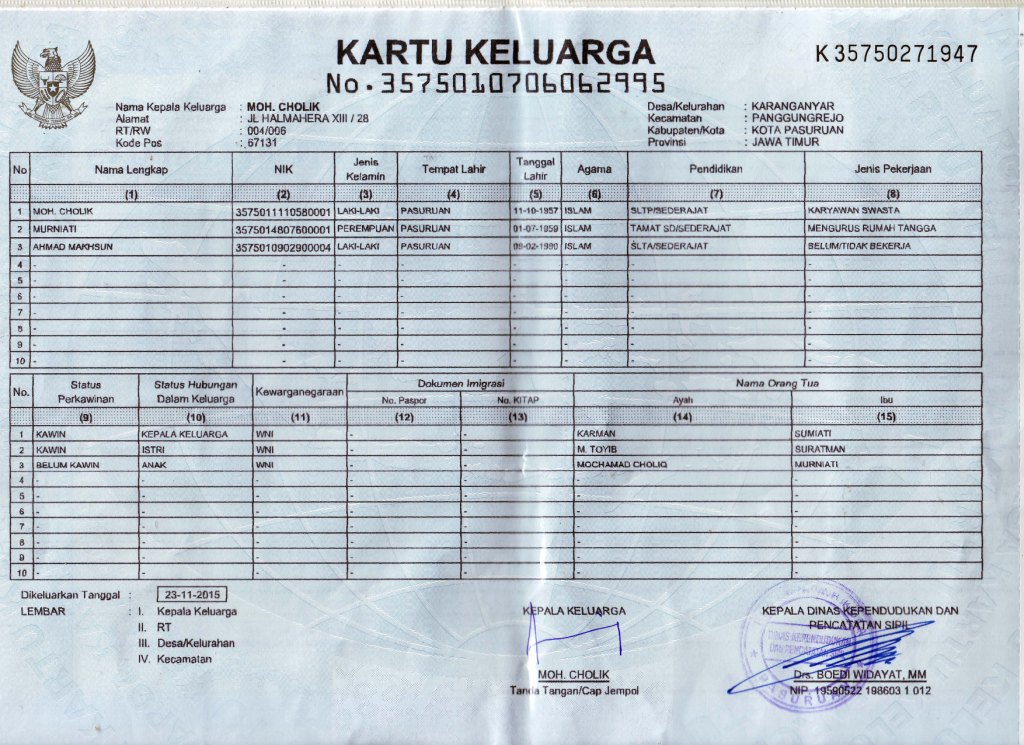 KARTU KELUARGA
No. 3575010706062995
K 35750271947
Nama Kepala Keluarga : MOH. CHOLIK
Alamat : JL HALMAHERA XIII / 28
RT/RW : 004/006
Kode Pos : 67131
Desa/Kelurahan : KARANGANYAR
Kecamatan : PANGGUNGREJO
Kabupaten/Kota : KOTA PASURUAN
Provinsi : JAWA TIMUR
No Nama Lengkap NIK Jenis Kelamin Tempat Lahir Tanggal Lahir Agama Pendidikan Jenis Pekerjaan
(1) (2) (3) (4) (5) (6) (7) (8)
1 MOH. CHOLIK 3575011110580001 LAKI-LAKI PASURUAN 11-10-1957 ISLAM SLTP/SEDERAJAT KARYAWAN SWASTA
2 MURNIATI 3575014807600001 PEREMPUAN PASURUAN 01-07-1959 ISLAM TAMAT SD/SEDERAJAT MENGURUS RUMAH TANGGA
3 AHMAD MAKHSUN 3575010902900004 LAKI-LAKI PASURUAN 09-02-1990 ISLAM SLTA/SEDERAJAT BELUM/TIDAK BEKERJA
4 - - - - - - - -
5 - - - - - - - -
6 - - - - - - - -
7 - - - - - - - -
8 - - - - - - - -
9 - - - - - - - -
10 - - - - - - - -
No. Status Perkawinan Status Hubungan Dalam Keluarga Kewarganegaraan Dokumen Imigrasi Nama Orang Tua
No. Paspor No. KITAP Ayah Ibu
(9) (10) (11) (12) (13) (14) (15)
1 KAWIN KEPALA KELUARGA WNI - - KARMAN SUMIATI
2 KAWIN ISTRI WNI - - M. TOYIB SURATMAN
3 BELUM KAWIN ANAK WNI - - MOCHAMAD CHOLIQ MURNIATI
4 - - - - - - -
5 - - - - - - -
6 - - - - - - -
7 - - - - - - -
8 - - - - - - -
9 - - - - - - -
10 - - - - - - -
Dikeluarkan Tanggal : 23-11-2015
LEMBAR : I. Kepala Keluarga
II. RT
III. Desa/Kelurahan
IV. Kecamatan
KEPALA KELUARGA
MOH. CHOLIK
Tanda Tangan/Cap Jempol
KEPALA DINAS KEPENDUDUKAN DAN
PENCATATAN SIPIL
DINAS KEPENDUDUKAN
PASURUAN
Drs. BOEDI WIDAYAT, MM
NIP. 19590522 198603 1 012